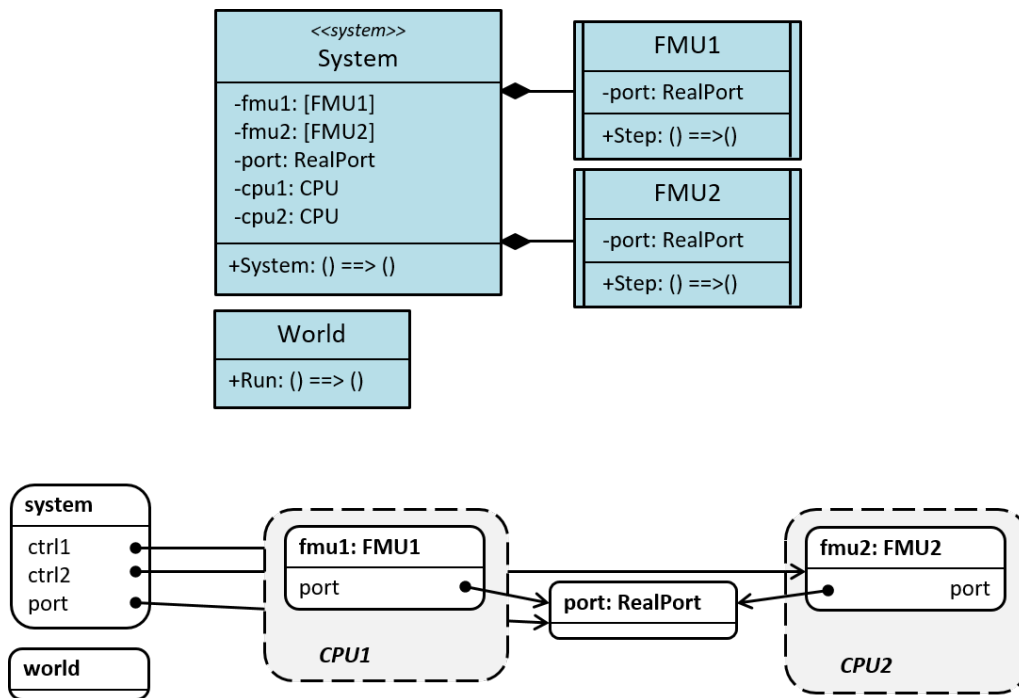 <<system>>
System
-fmu1: [FMU1]
-fmu2: [FMU2]
-port: RealPort
-cpu1: CPU
-cpu2: CPU
+System: () ==> ()
FMU1
-port: RealPort
+Step: () ==>()
FMU2
-port: RealPort
+Step: () ==>()
World
+Run: () ==> ()
system
ctrl1
ctrl2
port
world
fmu1: FMU1
port
CPU1
port: RealPort
fmu2: FMU2
port
CPU2